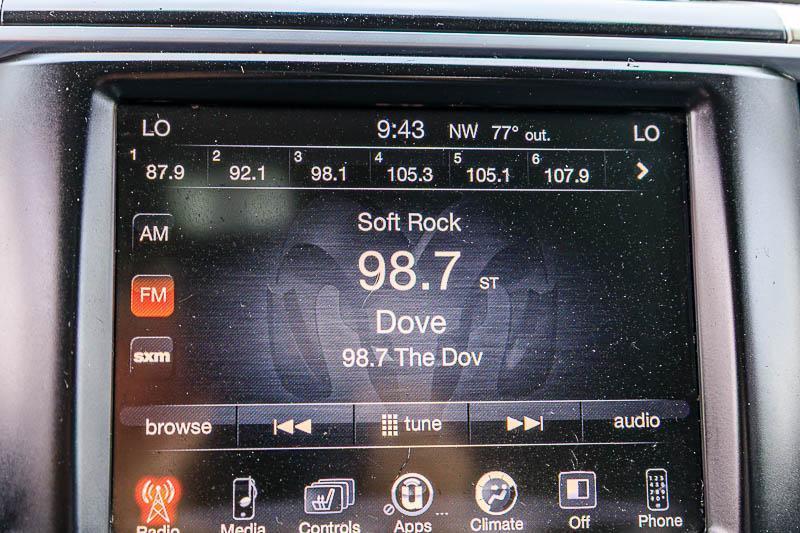 LO 9:43 NW 77° out. LO
1 87.9 2 92.1 3 98.1 4 105.3 5 105.1 6 107.9
Soft Rock
AM
98.7 ST
FM
Dove
sxm
98.7 The Dov
browse tune audio
Radio Media Controls Apps Climate Off Phone